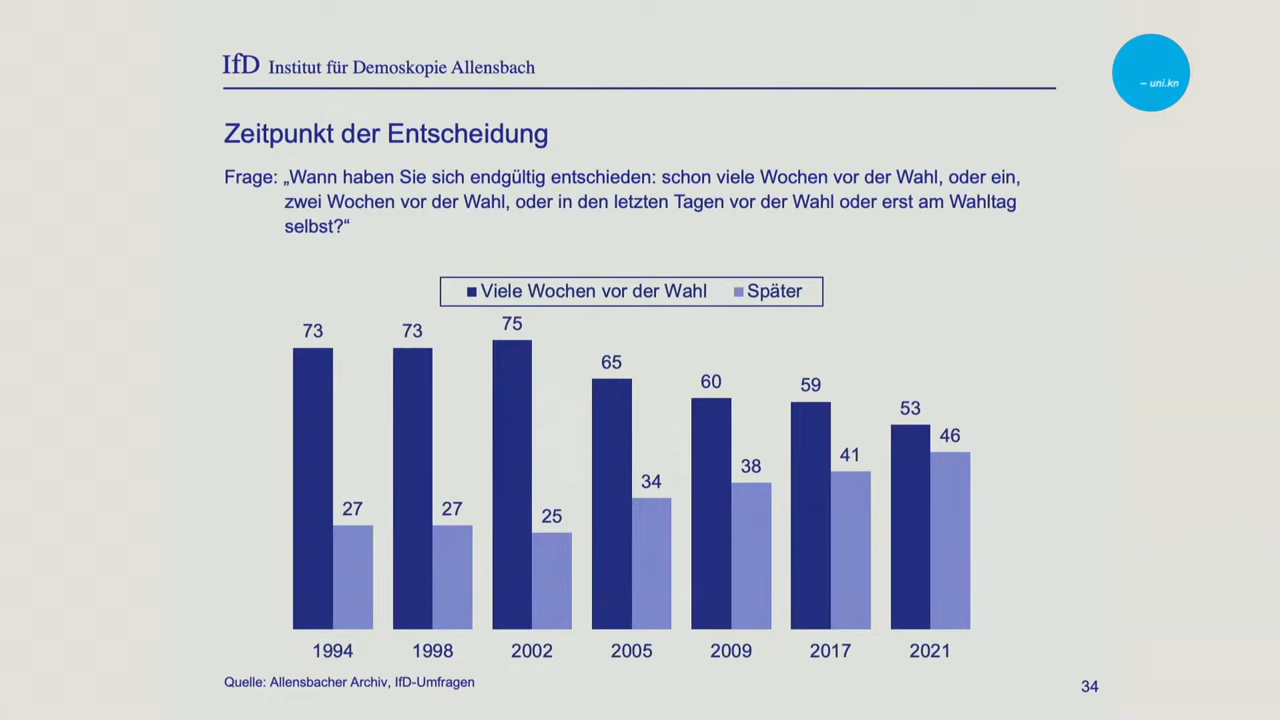 IfD Institut für Demoskopie Allensbach
– uni.kn
Zeitpunkt der Entscheidung
Frage: „Wann haben Sie sich endgültig entschieden: schon viele Wochen vor der Wahl, oder ein,
zwei Wochen vor der Wahl, oder in den letzten Tagen vor der Wahl oder erst am Wahltag
selbst?“
Viele Wochen vor der Wahl Später
73 27 73 27 75 25 65 34 60 38 59 41 53 46
1994 1998 2002 2005 2009 2017 2021
Quelle: Allensbacher Archiv, IfD-Umfragen
34